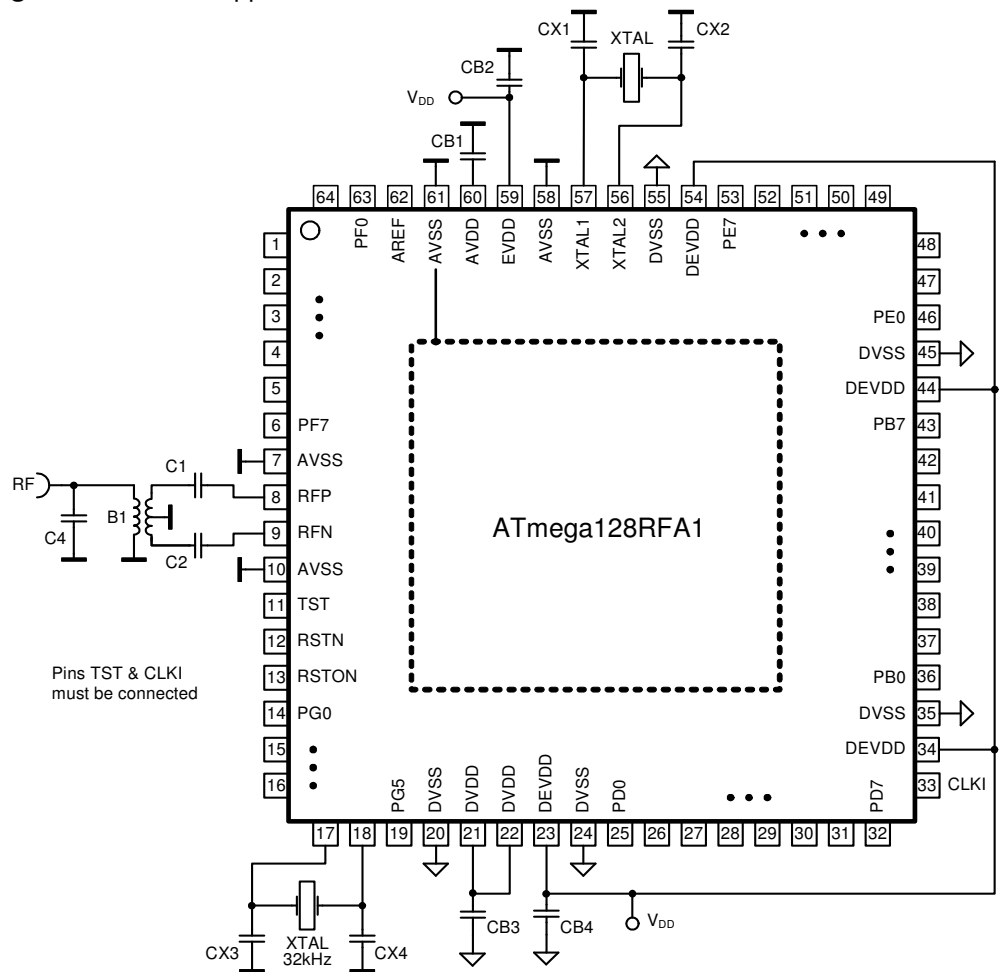 CX1
XTAL
CX2
CB2
VDD
CB1
64 63 62 61 60 59 58 57 56 55 54 53 52 51 50 49
PF0
AREF
AVSS
AVDD
EVDD
AVSS
XTAL1
XTAL2
DVSS
DEVDD
PE7
1
2
3
4
5
6 PF7
7 AVSS
8 RFP
9 RFN
10 AVSS
11 TST
12 RSTN
13 RSTON
14 PG0
15
16
RF
C4
B1
C1
C2
Pins TST & CLKI
must be connected
ATmega128RFA1
48
47
PE0 46
DVSS 45
DEVDD 44
PB7 43
42
41
40
39
38
37
PB0 36
DVSS 35
DEVDD 34
33 CLKI
PG5
DVSS
DVDD
DVDD
DEVDD
DVSS
PD0
PD7
17 18 19 20 21 22 23 24 25 26 27 28 29 30 31 32
CX3
XTAL
32kHz
CX4
CB3
CB4
VDD